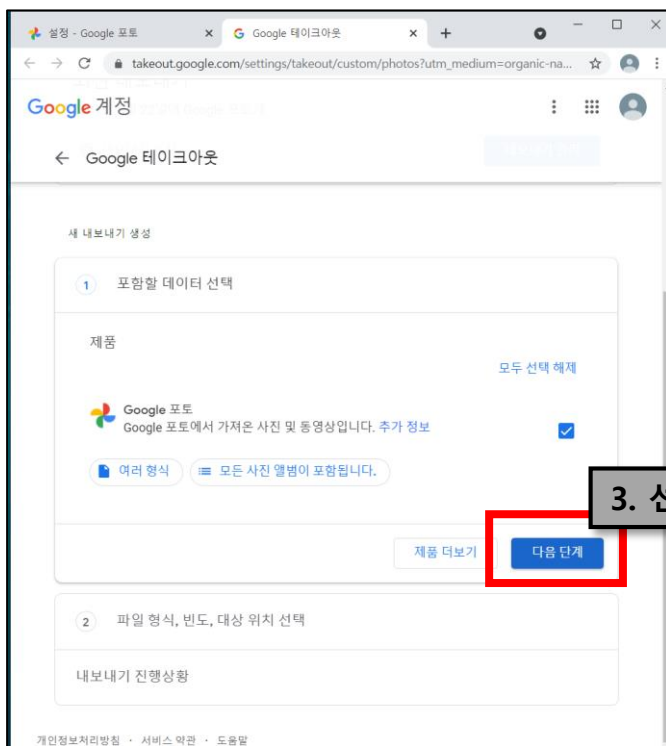 설정 - Google 포토
Google 테이크아웃
takeout.google.com/settings/takeout/custom/photos?utm_medium=organic-na...
Google 계정
Google 테이크아웃
새 내보내기 생성
1 포함할 데이터 선택
제품
모두 선택 해제
Google 포토
Google 포토에서 가져온 사진 및 동영상입니다. 추가 정보
여러 형식 모든 사진 앨범이 포함됩니다.
3.
제품 더보기 다음 단계
2 파일 형식, 빈도, 대상 위치 선택
내보내기 진행상황
개인정보처리방침 · 서비스 약관 · 도움말